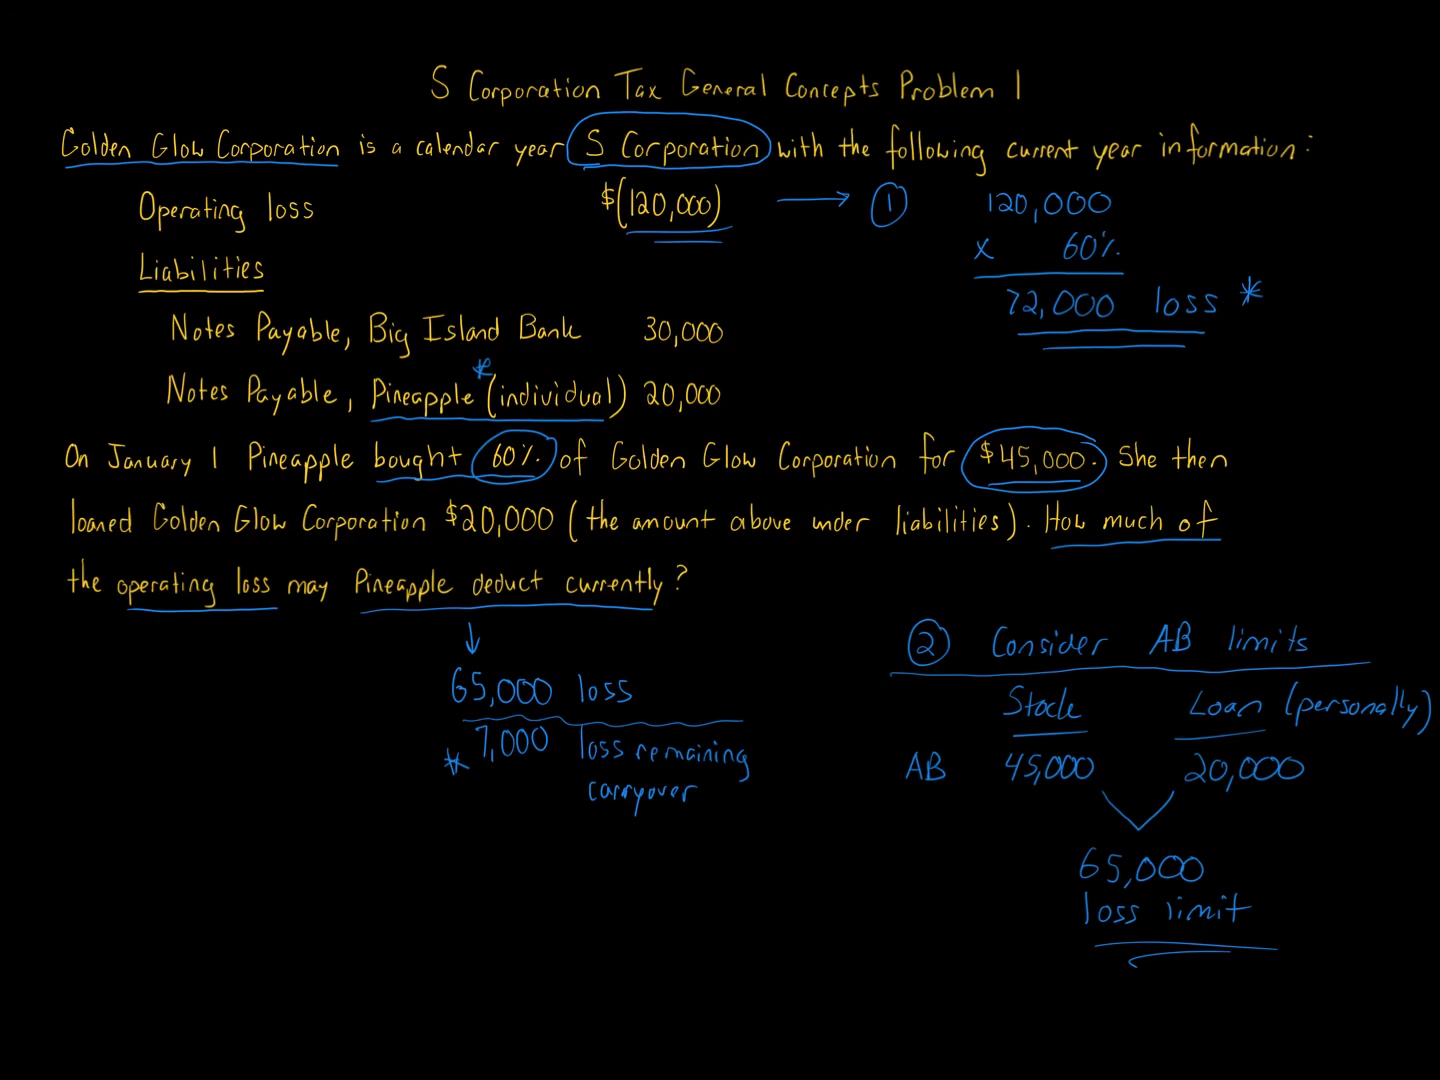 S Corporation Tax General Concepts Problem 1
Golden Glow Corporation is a calendar year S Corporation with the following current year information:
Operating loss $(120,000) → 1 120,000
x 60%
72,000 loss *
Liabilities
Notes Payable, Big Island Bank 30,000
Notes Payable, Pineapple * (individual) 20,000
On January 1 Pineapple bought 60% of Golden Glow Corporation for $45,000. She then
loaned Golden Glow Corporation $20,000 (the amount above under liabilities). How much of
the operating loss may Pineapple deduct currently?
↓
65,000 loss
* 7,000 loss remaining
carryover
2 Consider AB limits
Stock Loan (personally)
AB 45,000 20,000
65,000
loss limit